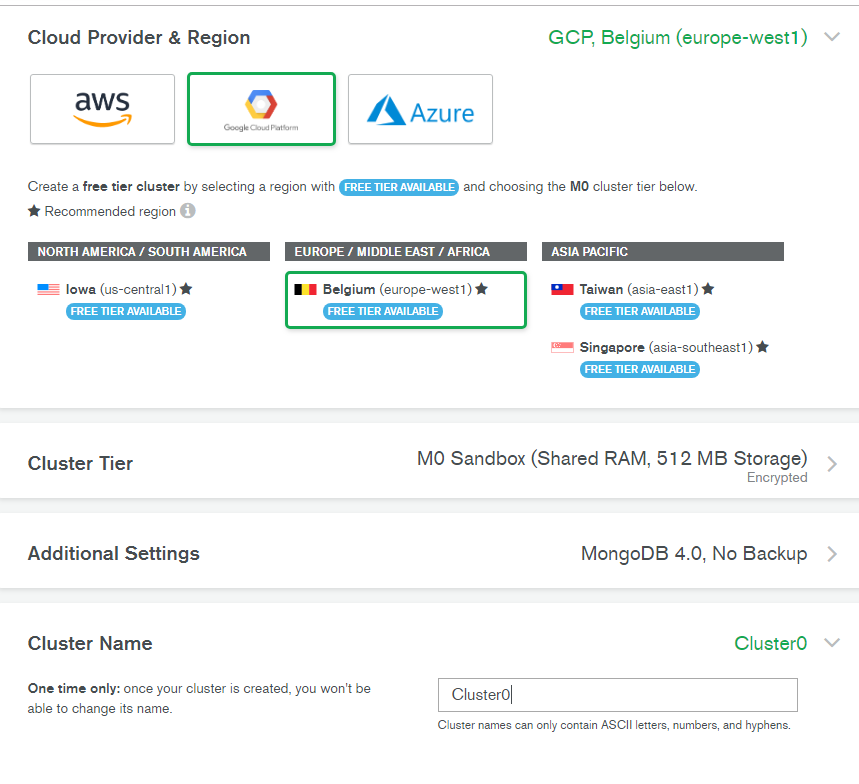 Cloud Provider & Region
GCP, Belgium (europe-west1)
aws
Google Cloud Platform
Azure
Create a free tier cluster by selecting a region with FREE TIER AVAILABLE and choosing the M0 cluster tier below.
★ Recommended region i
NORTH AMERICA / SOUTH AMERICA
Iowa (us-central1) ★
FREE TIER AVAILABLE
EUROPE / MIDDLE EAST / AFRICA
Belgium (europe-west1) ★
FREE TIER AVAILABLE
ASIA PACIFIC
Taiwan (asia-east1) ★
FREE TIER AVAILABLE
Singapore (asia-southeast1) ★
FREE TIER AVAILABLE
Cluster Tier
M0 Sandbox (Shared RAM, 512 MB Storage)
Encrypted
Additional Settings
MongoDB 4.0, No Backup
Cluster Name
Cluster0
One time only: once your cluster is created, you won't be
able to change its name.
Cluster0
Cluster names can only contain ASCII letters, numbers, and hyphens.